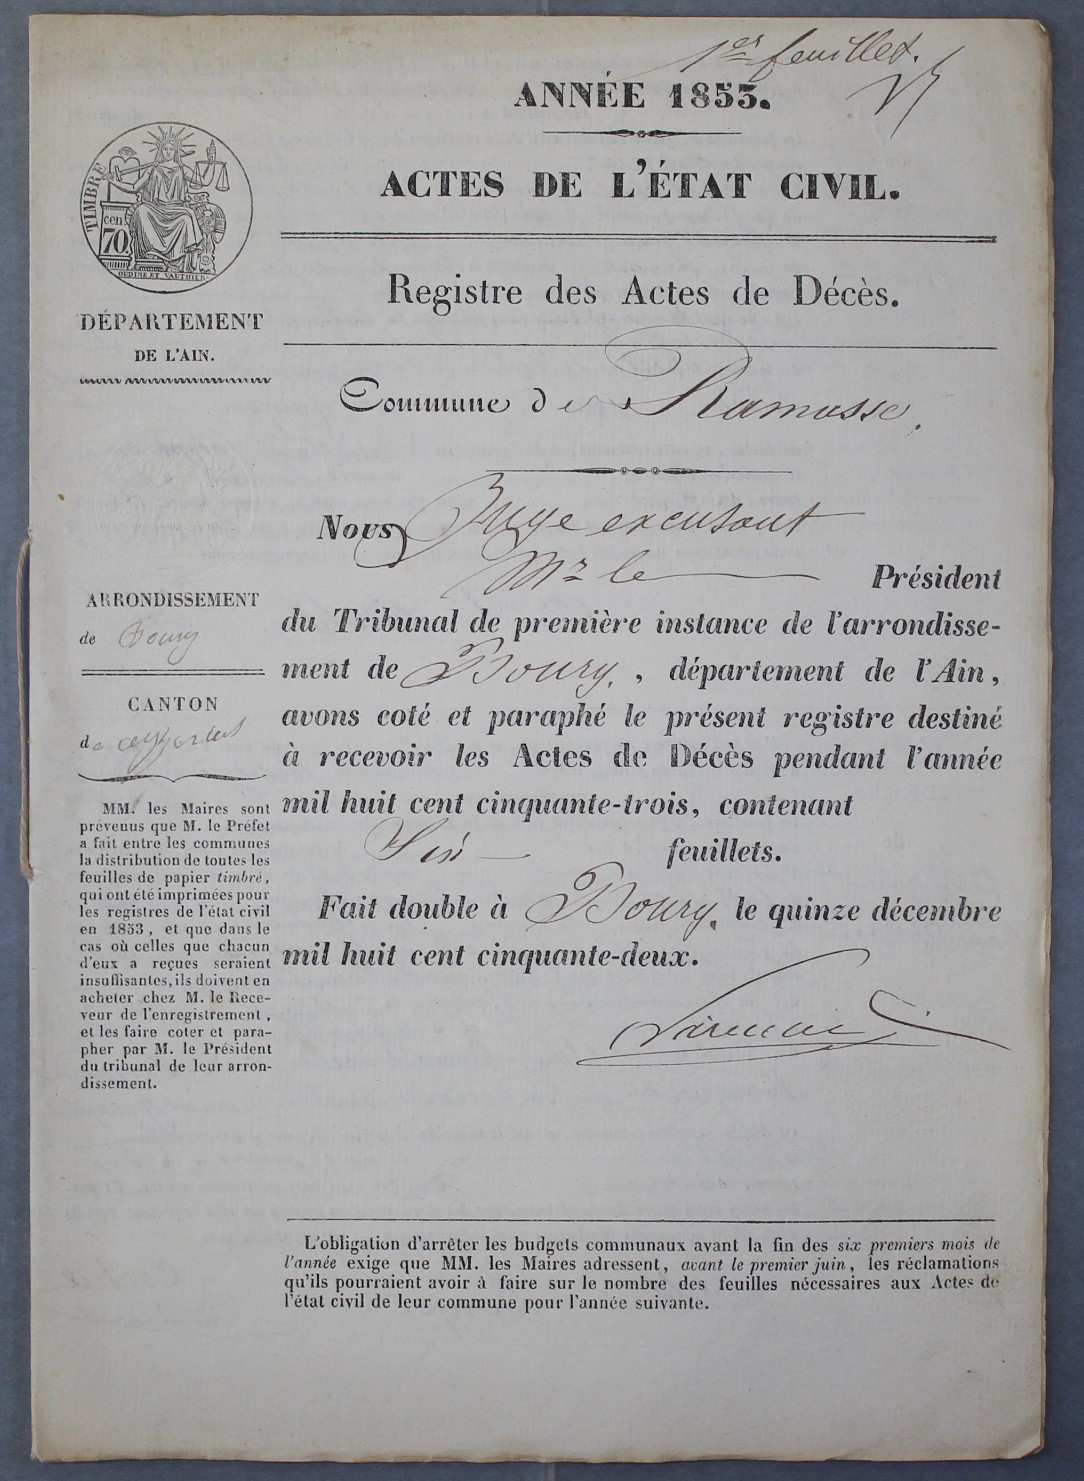 1er feuillet.
ANNÉE 1853.
ACTES DE L'ÉTAT CIVIL.
TIMBRE
cen
70
OUDINÉ ET VAUTHIER
DÉPARTEMENT
DE L'AIN.
Registre des Actes de Décès.
Commune de Ramasse.
Nous Juge excusant
Mr le Président
ARRONDISSEMENT
de Bourg
CANTON
de ceyzeriat
MM. les Maires sont
prévenus que M. le Préfet
a fait entre les communes
la distribution de toutes les
feuilles de papier timbré,
qui ont été imprimées pour
les registres de l'état civil
en 1853, et que dans le
cas où celles que chacun
d'eux a reçues seraient
insuffisantes, ils doivent en
acheter chez M. le Rece-
veur de l'enregistrement,
et les faire coter et para-
pher par M. le Président
du tribunal de leur arron-
dissement.
du Tribunal de première instance de l'arrondisse-
ment de Bourg, département de l'Ain,
avons coté et paraphé le présent registre destiné
à recevoir les Actes de Décès pendant l'année
mil huit cent cinquante-trois, contenant
Six feuillets.
Fait double à Bourg, le quinze décembre
mil huit cent cinquante-deux.
L'obligation d'arrêter les budgets communaux avant la fin des six premiers mois de
l'année exige que MM. les Maires adressent, avant le premier juin, les réclamations
qu'ils pourraient avoir à faire sur le nombre des feuilles nécessaires aux Actes de
l'état civil de leur commune pour l'année suivante.